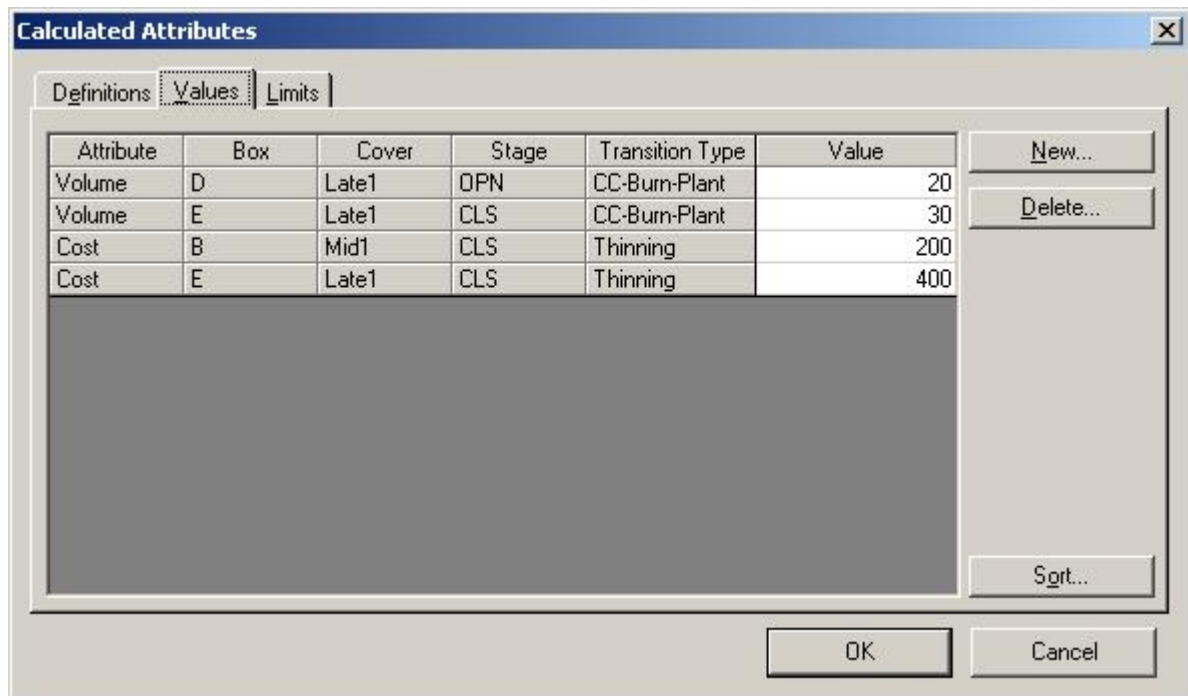 Calculated Attributes
Definitions Values Limits
Attribute Box Cover Stage Transition Type Value New...
Volume D Late1 OPN CC-Burn-Plant 20
Volume E Late1 CLS CC-Burn-Plant 30 Delete...
Cost B Mid1 CLS Thinning 200
Cost E Late1 CLS Thinning 400
Sort...
OK Cancel